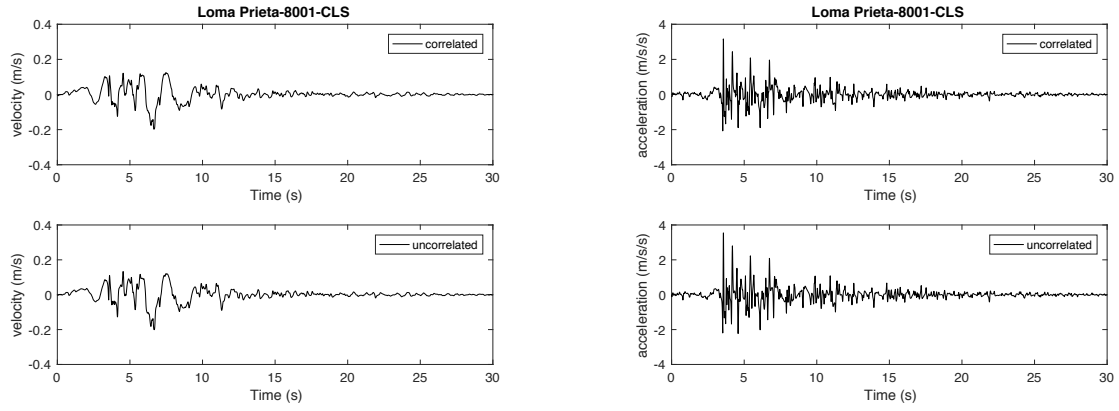 Loma Prieta-8001-CLS
0.4
0.2
0
-0.2
-0.4
velocity (m/s)
correlated
0 5 10 15 20 25 30
Time (s)
0.4
0.2
0
-0.2
-0.4
velocity (m/s)
uncorrelated
0 5 10 15 20 25 30
Time (s)
Loma Prieta-8001-CLS
4
2
0
-2
-4
acceleration (m/s/s)
correlated
0 5 10 15 20 25 30
Time (s)
4
2
0
-2
-4
acceleration (m/s/s)
uncorrelated
0 5 10 15 20 25 30
Time (s)